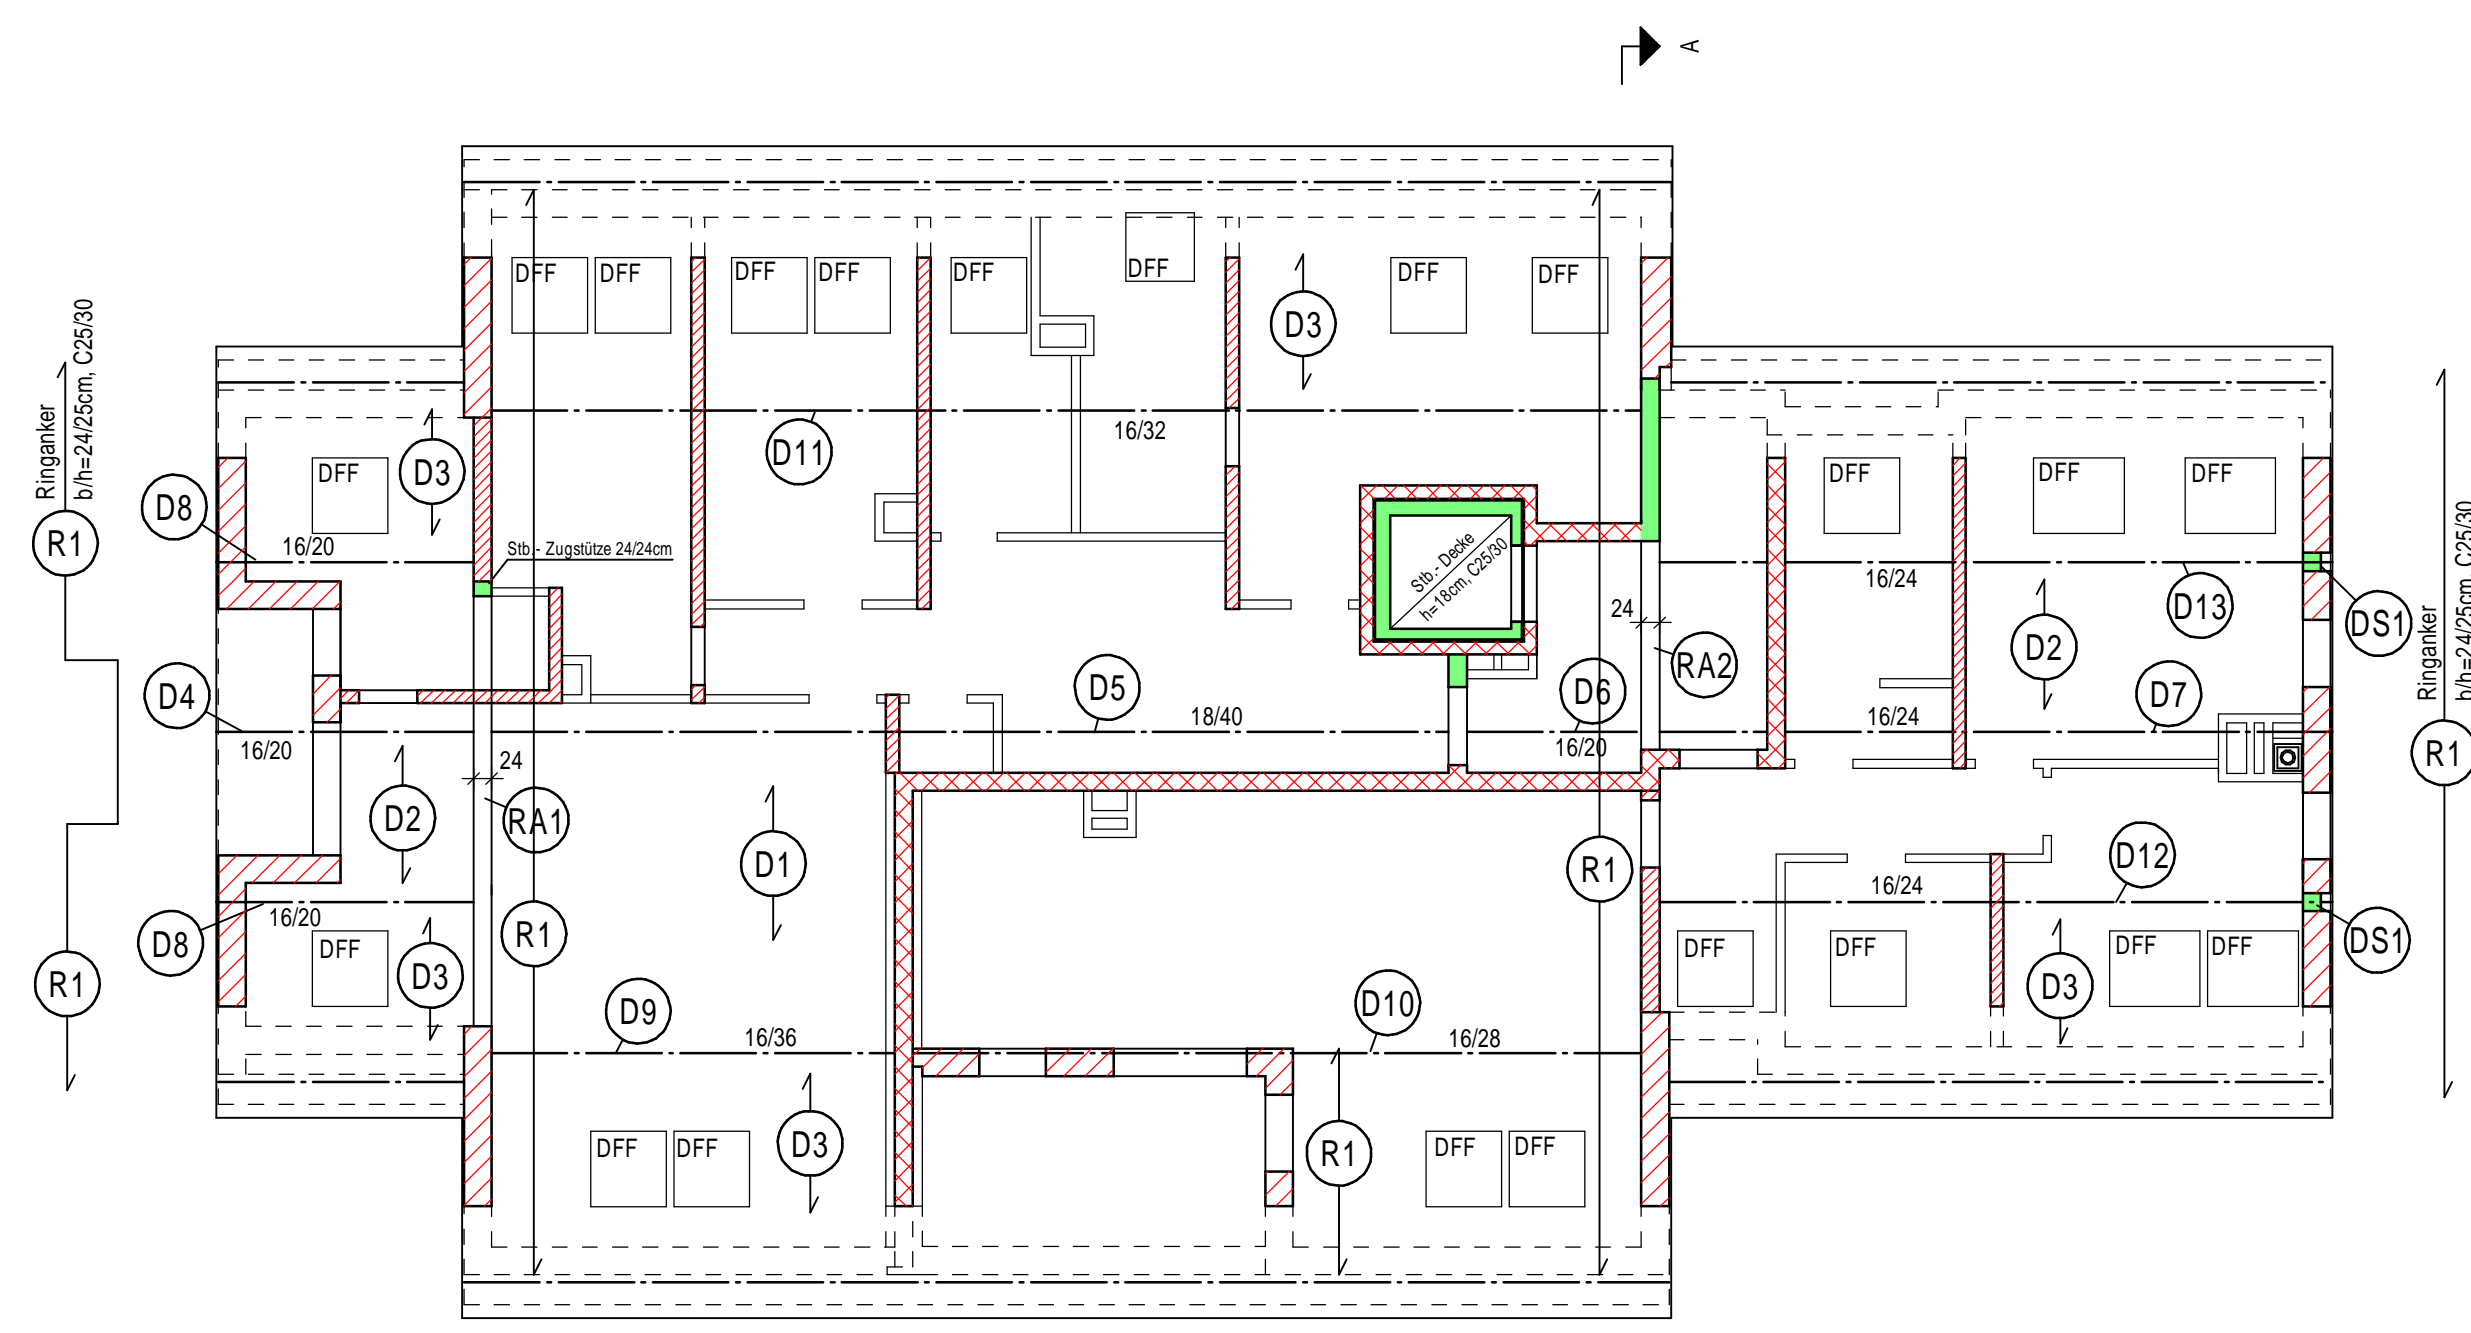 A
DFF
DFF
DFF
DFF
DFF
DFF
DFF
DFF
D3
Ringanker
b/h=24/25cm, C25/30
R1
D8
DFF
D3
16/20
Stb.- Zugstütze 24/24cm
D11
16/32
Stb.- Decke
h=18cm, C25/30
DFF
DFF
DFF
16/24
D13
DS1
24
RA2
D2
Ringanker
b/h=24/25cm, C25/30
R1
D4
16/20
D5
18/40
D6
16/20
16/24
D7
24
RA1
D2
D1
R1
D12
16/24
D8
16/20
R1
DFF
D3
R1
D9
16/36
D10
16/28
DFF
DFF
D3
DFF
DFF
DS1
DFF
DFF
D3
R1
DFF
DFF